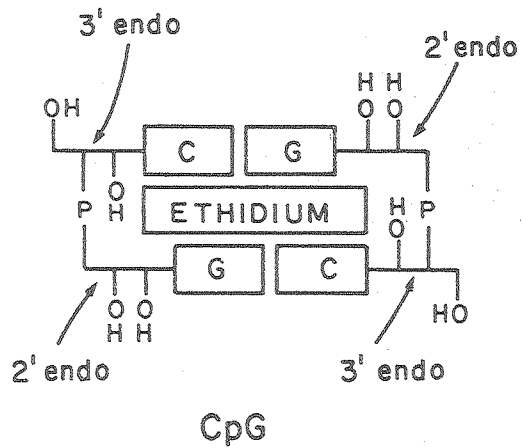 3' endo
2' endo
OH
H H
O O
C G
P
O
H
ETHIDIUM
H
O
P
G C
O O
H H
HO
2' endo
3' endo
CpG